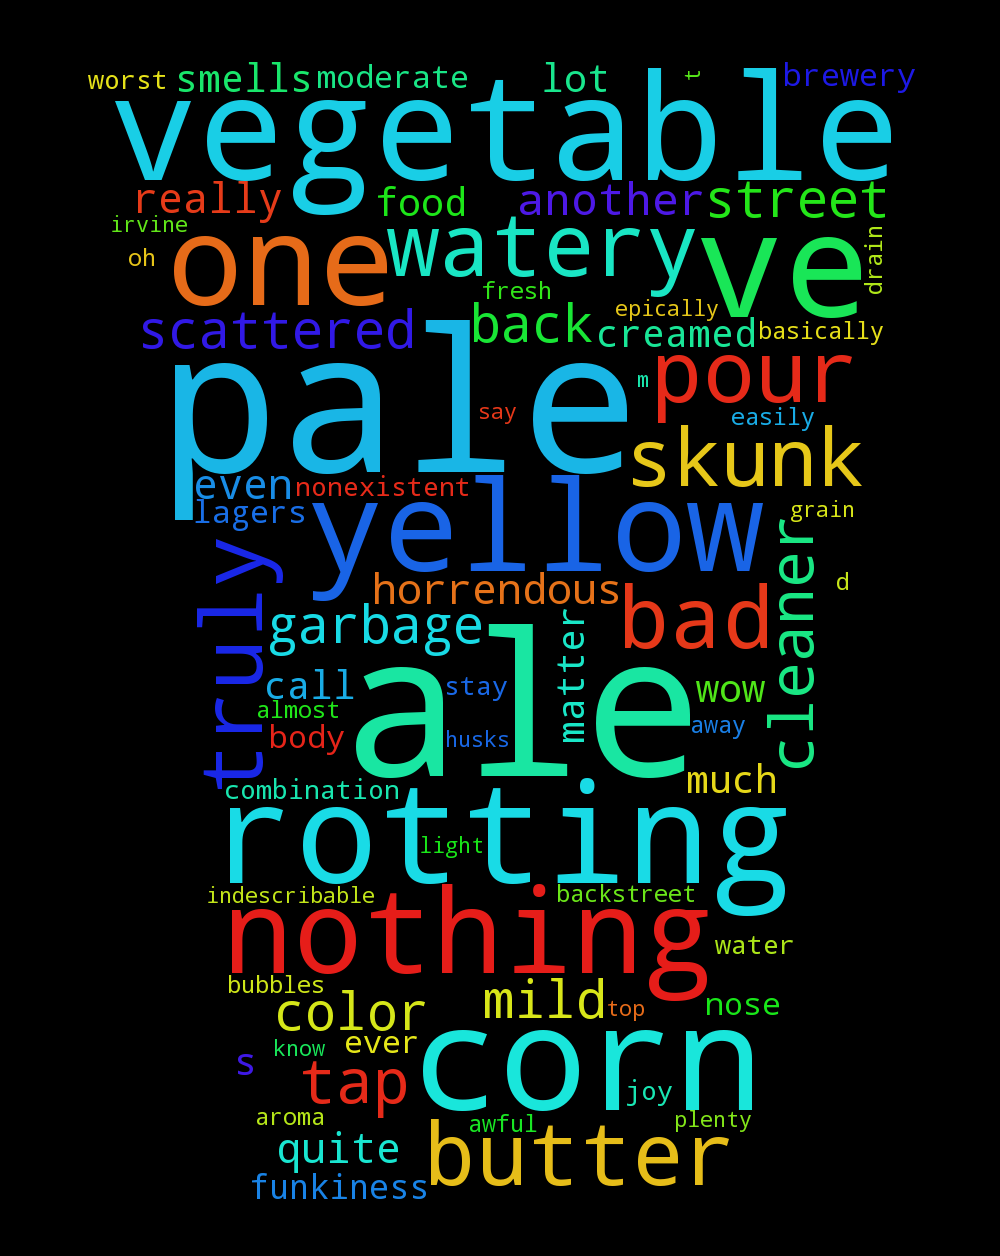 worst smells moderate lot t brewery
vegetable
really food another street
irvine oh one watery ve drain
fresh epically
scattered back creamed basically
pale m pour
say easily
skunk
even nonexistent
lagers yellow grain
truly horrendous cleaner d
garbage matter bad
call stay ale wow
almost
body husks away
much
combination
rotting
light
indescribable backstreet
nothing
water
bubbles
color mild top nose
know ever corn
s
tap joy
aroma awful plenty
quite butter
funkiness